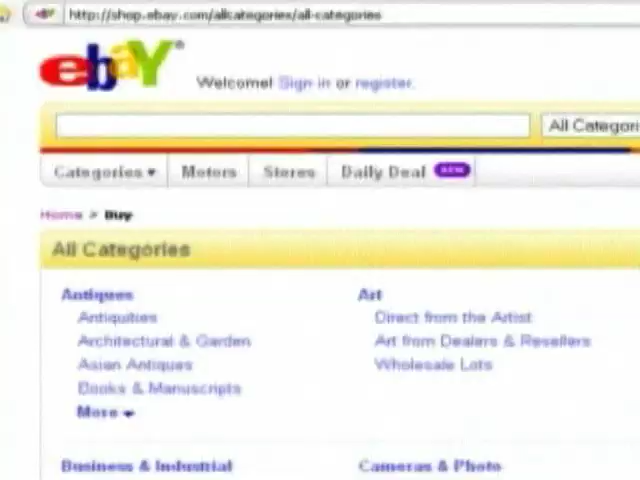 http://shop.ebay.com/allcategories/all-categories
ebay®
Welcome! Sign in or register.
All Categori
Categories Motors Stores Daily Deal NEW
Home > Buy
All Categories
Antiques
Antiquities
Architectural & Garden
Asian Antiques
Books & Manuscripts
More
Art
Direct from the Artist
Art from Dealers & Resellers
Wholesale Lots
Business & Industrial
Cameras & Photo